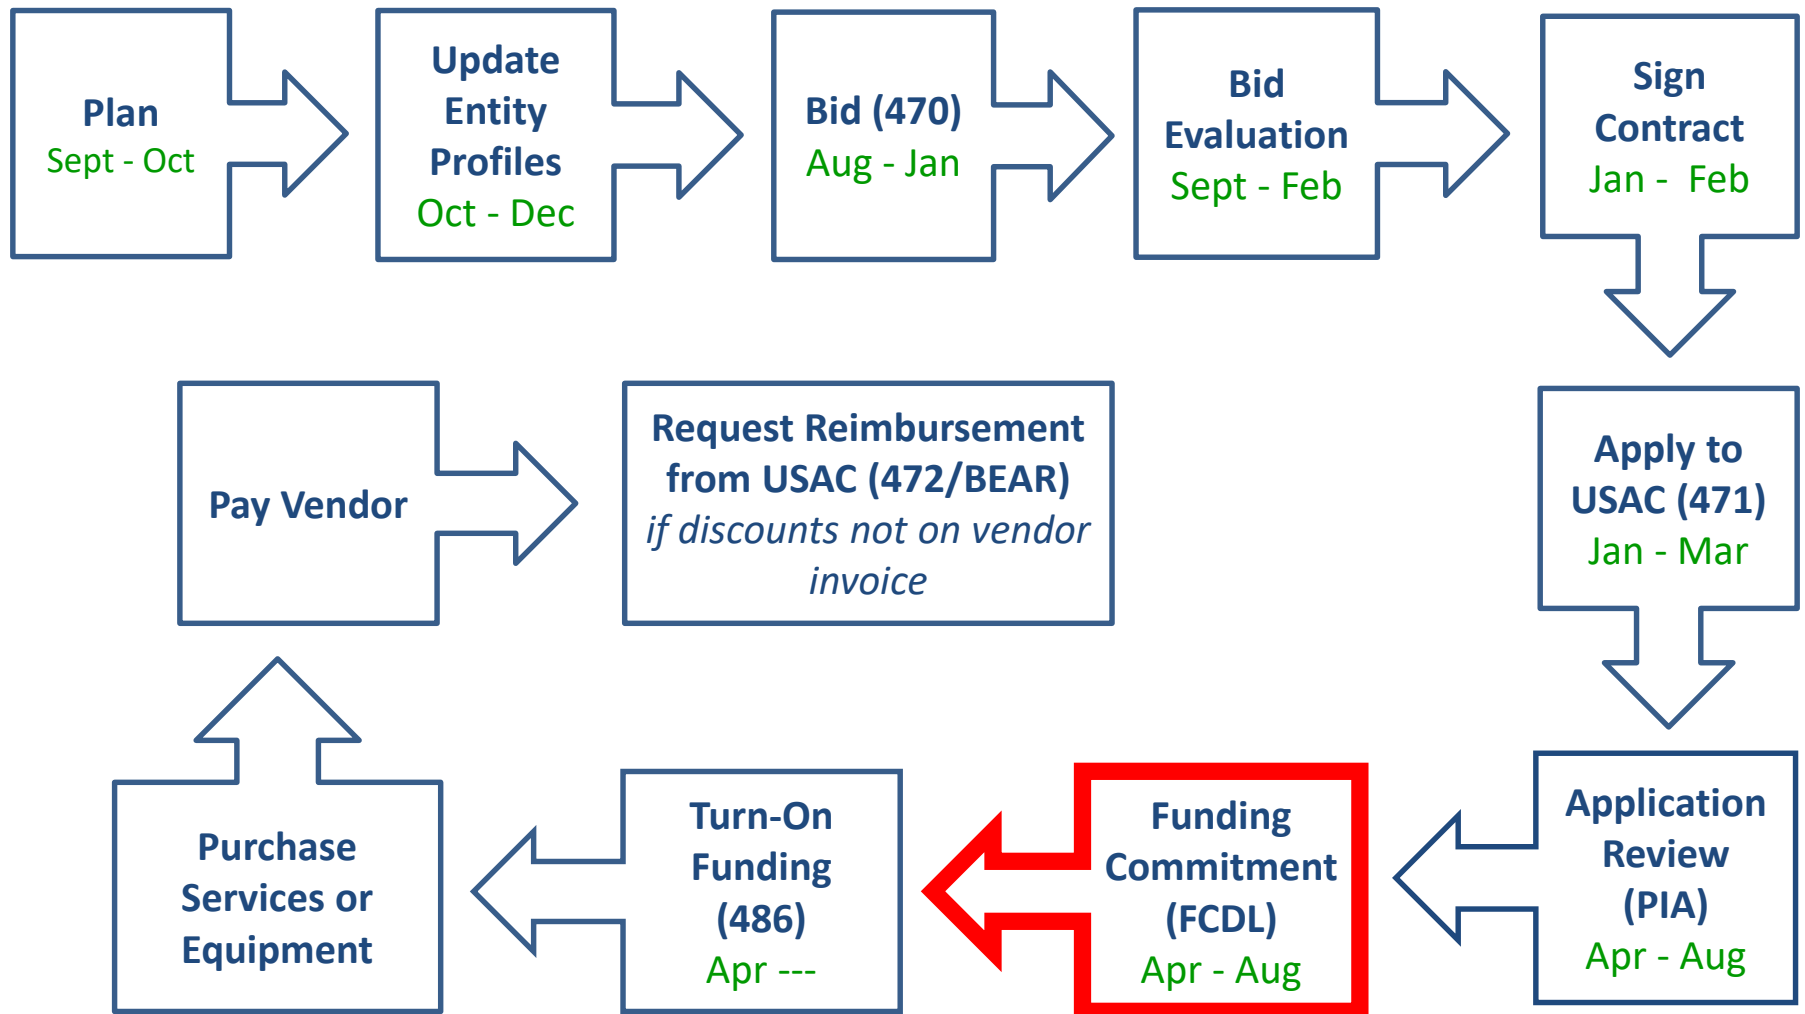 Plan
Sept - Oct
Update
Entity
Profiles
Oct - Dec
Bid (470)
Aug - Jan
Bid
Evaluation
Sept - Feb
Sign
Contract
Jan -  Feb
Apply to
USAC (471)
Jan - Mar
Application
Review
(PIA)
Apr - Aug
Funding
Commitment
(FCDL)
Apr - Aug
Turn-On
Funding
(486)
Apr ---
Purchase
Services or
Equipment
Pay Vendor
Request Reimbursement
from USAC (472/BEAR)
if discounts not on vendor
invoice